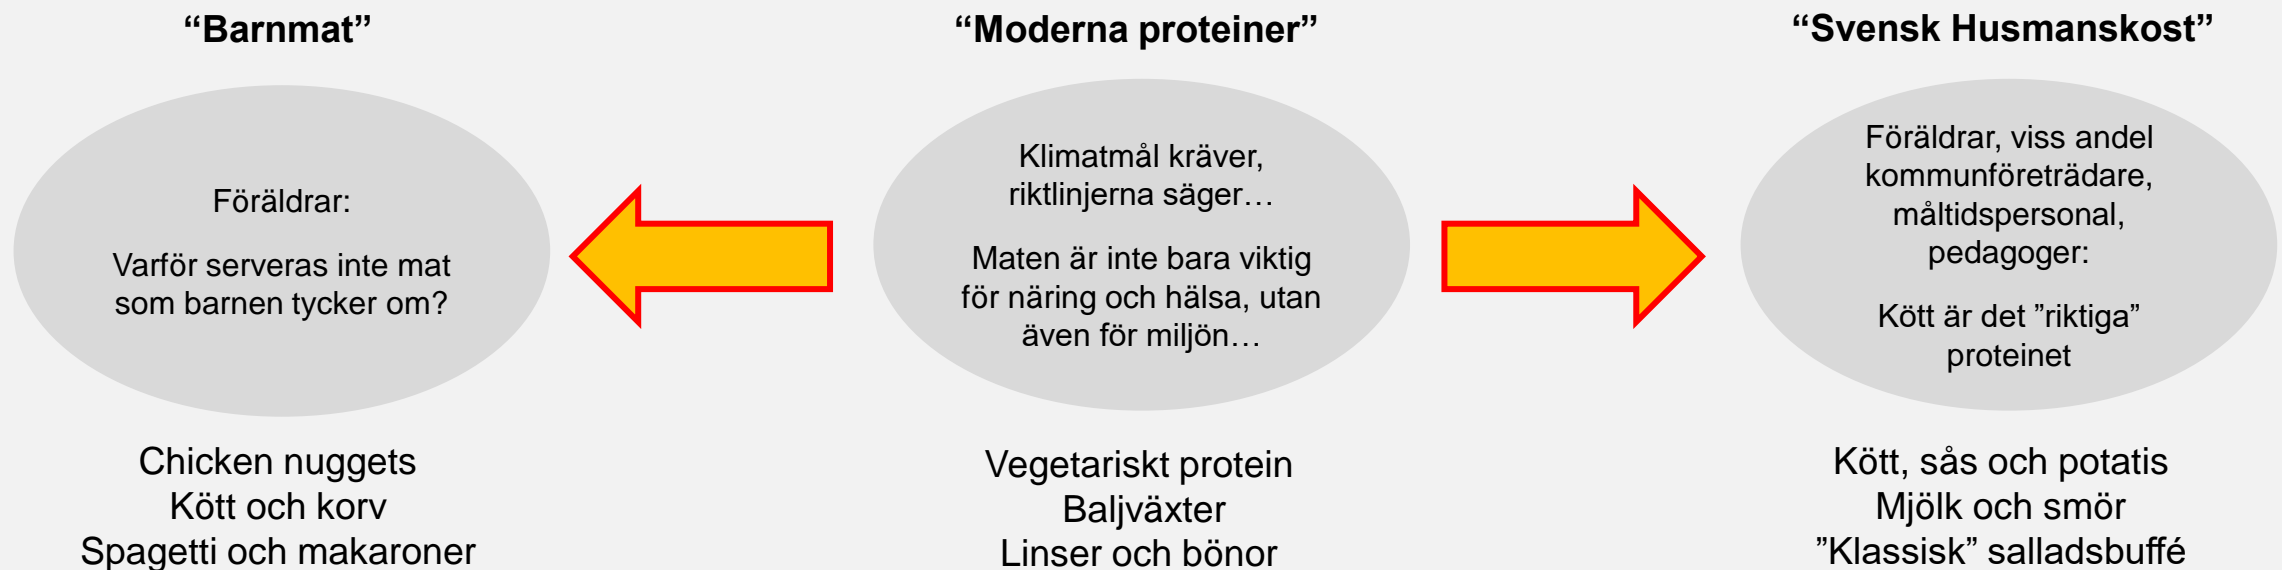 “Barnmat”
Föräldrar:
Varför serveras inte mat
som barnen tycker om?
Chicken nuggets
Kött och korv
Spagetti och makaroner
“Moderna proteiner”
Klimatmål kräver,
riktlinjerna säger…
Maten är inte bara viktig
för näring och hälsa, utan
även för miljön…
Vegetariskt protein
Baljväxter
Linser och bönor
“Svensk Husmanskost”
Föräldrar, viss andel
kommunföreträdare,
måltidspersonal,
pedagoger:
Kött är det ”riktiga”
proteinet
Kött, sås och potatis
Mjölk och smör
”Klassisk” salladsbuffé